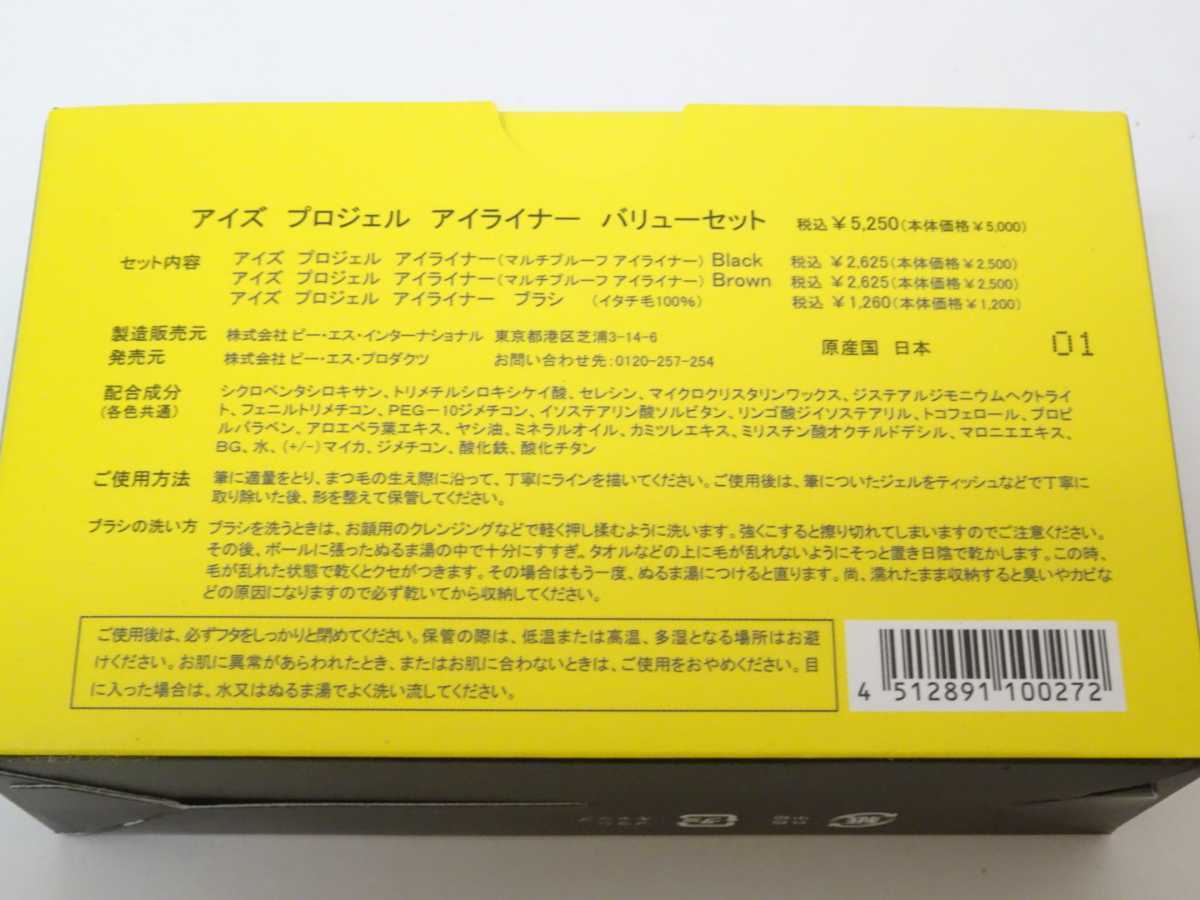 アイズ プロジェル アイライナー バリューセット 税込 ¥5,250(本体価格¥5,000)
セット内容 アイズ プロジェル アイライナー(マルチプルーフ アイライナー) Black 税込 ¥2,625(本体価格¥2,500)
アイズ プロジェル アイライナー(マルチプルーフ アイライナー) Brown 税込 ¥2,625(本体価格¥2,500)
アイズ プロジェル アイライナー ブラシ (イタチ毛100%) 税込 ¥1,260(本体価格¥1,200)
製造販売元 株式会社ピー・エス・インターナショナル 東京都港区芝浦3-14-6
発売元 株式会社ピー・エス・プロダクツ お問い合わせ先:0120-257-254 原産国 日本 01
配合成分 シクロペンタシロキサン、トリメチルシロキシケイ酸、セレシン、マイクロクリスタリンワックス、ジステアルジモニウムヘクトライ
(各色共通) ト、フェニルトリメチコン、PEG-10ジメチコン、イソステアリン酸ソルビタン、リンゴ酸ジイソステアリル、トコフェロール、プロピ
ルパラベン、アロエベラ葉エキス、ヤシ油、ミネラルオイル、カミツレエキス、ミリスチン酸オクチルドデシル、マロニエエキス、
BG、水、(+/-)マイカ、ジメチコン、酸化鉄、酸化チタン
ご使用方法 筆に適量をとり、まつ毛の生え際に沿って、丁寧にラインを描いてください。ご使用後は、筆についたジェルをティッシュなどで丁寧に
取り除いた後、形を整えて保管してください。
ブラシの洗い方 ブラシを洗うときは、お顔用のクレンジングなどで軽く押し揉むように洗います。強くこすると擦り切れてしまいますのでご注意ください。
その後、ボールに張ったぬるま湯の中で十分にすすぎ、タオルなどの上に毛が乱れないようにそっと置き日陰で乾かします。この時、
毛が乱れた状態で乾くとクセがつきます。その場合はもう一度、ぬるま湯につけると直ります。尚、濡れたまま収納すると臭いやカビな
どの原因になりますので必ず乾いてから収納してください。
ご使用後は、必ずフタをしっかりと閉めてください。保管の際は、低温または高温、多湿となる場所はお避
けください。お肌に異常があらわれたとき、またはお肌に合わないときは、ご使用をおやめください。目
に入った場合は、水又はぬるま湯でよく洗い流してください。
4 512891 100272